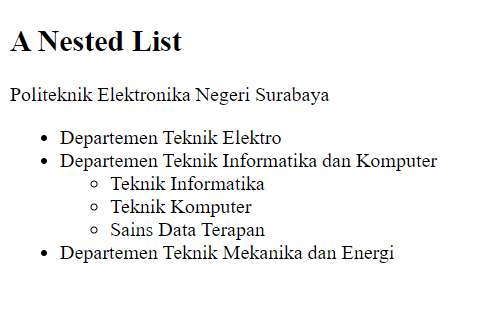 A Nested List
Politeknik Elektronika Negeri Surabaya
Departemen Teknik Elektro
Departemen Teknik Informatika dan Komputer
Teknik Informatika
Teknik Komputer
Sains Data Terapan
Departemen Teknik Mekanika dan Energi